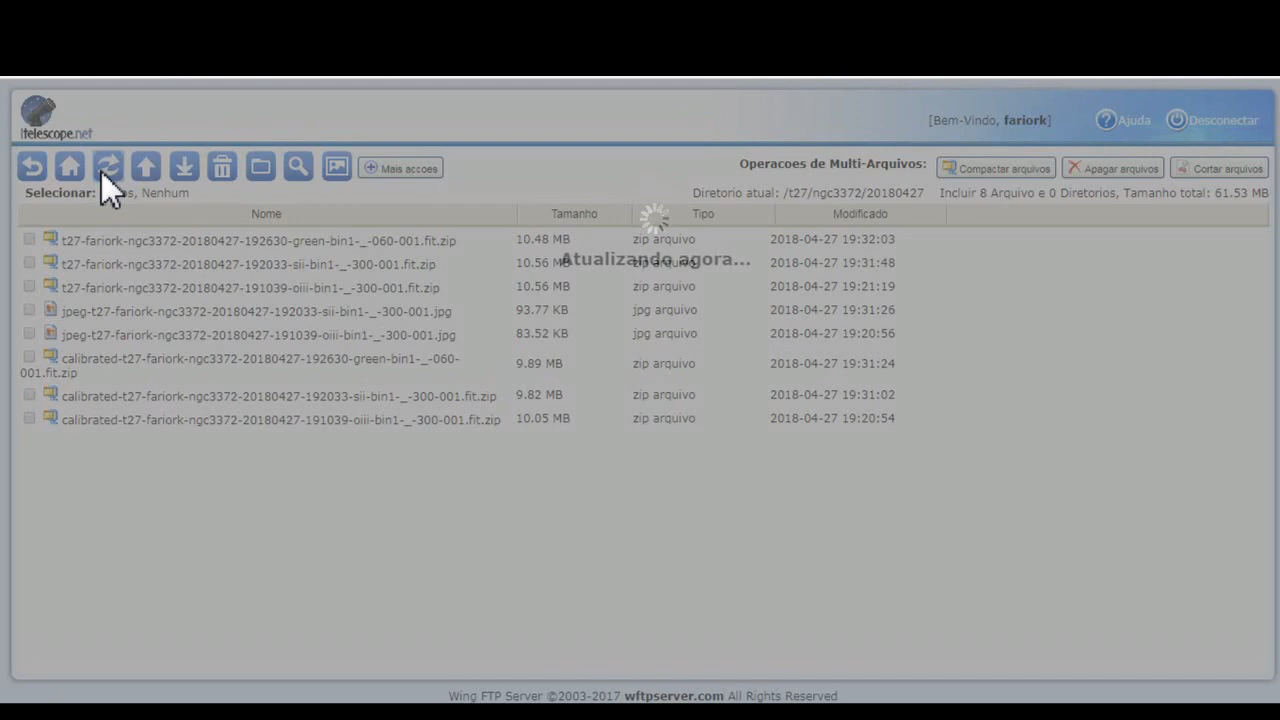 Itelescope.net
[Bem-Vindo, fariork]
Ajuda
Desconectar
Mais accoes
Operacoes de Multi-Arquivos:
Compactar arquivos
Apagar arquivos
Cortar arquivos
Selecionar: os, Nenhum
Diretorio atual: /t27/ngc3372/20180427
Incluir 8 Arquivo e 0 Diretorios, Tamanho total: 61.53 MB
Nome Tamanho Tipo Modificado
t27-fariork-ngc3372-20180427-192630-green-bin1-_-060-001.fit.zip 10.48 MB zip arquivo 2018-04-27 19:32:03
Atualizando agora...
t27-fariork-ngc3372-20180427-192033-sii-bin1-_-300-001.fit.zip 10.56 MB zip arquivo 2018-04-27 19:31:48
t27-fariork-ngc3372-20180427-191039-oiii-bin1-_-300-001.fit.zip 10.56 MB zip arquivo 2018-04-27 19:21:19
jpeg-t27-fariork-ngc3372-20180427-192033-sii-bin1-_-300-001.jpg 93.77 KB jpg arquivo 2018-04-27 19:31:26
jpeg-t27-fariork-ngc3372-20180427-191039-oiii-bin1-_-300-001.jpg 83.52 KB jpg arquivo 2018-04-27 19:20:56
calibrated-t27-fariork-ngc3372-20180427-192630-green-bin1-_-060-
001.fit.zip 9.89 MB zip arquivo 2018-04-27 19:31:24
calibrated-t27-fariork-ngc3372-20180427-192033-sii-bin1-_-300-001.fit.zip 9.82 MB zip arquivo 2018-04-27 19:31:02
calibrated-t27-fariork-ngc3372-20180427-191039-oiii-bin1-_-300-001.fit.zip 10.05 MB zip arquivo 2018-04-27 19:20:54
Wing FTP Server ©2003-2017 wftpserver.com All Rights Reserved